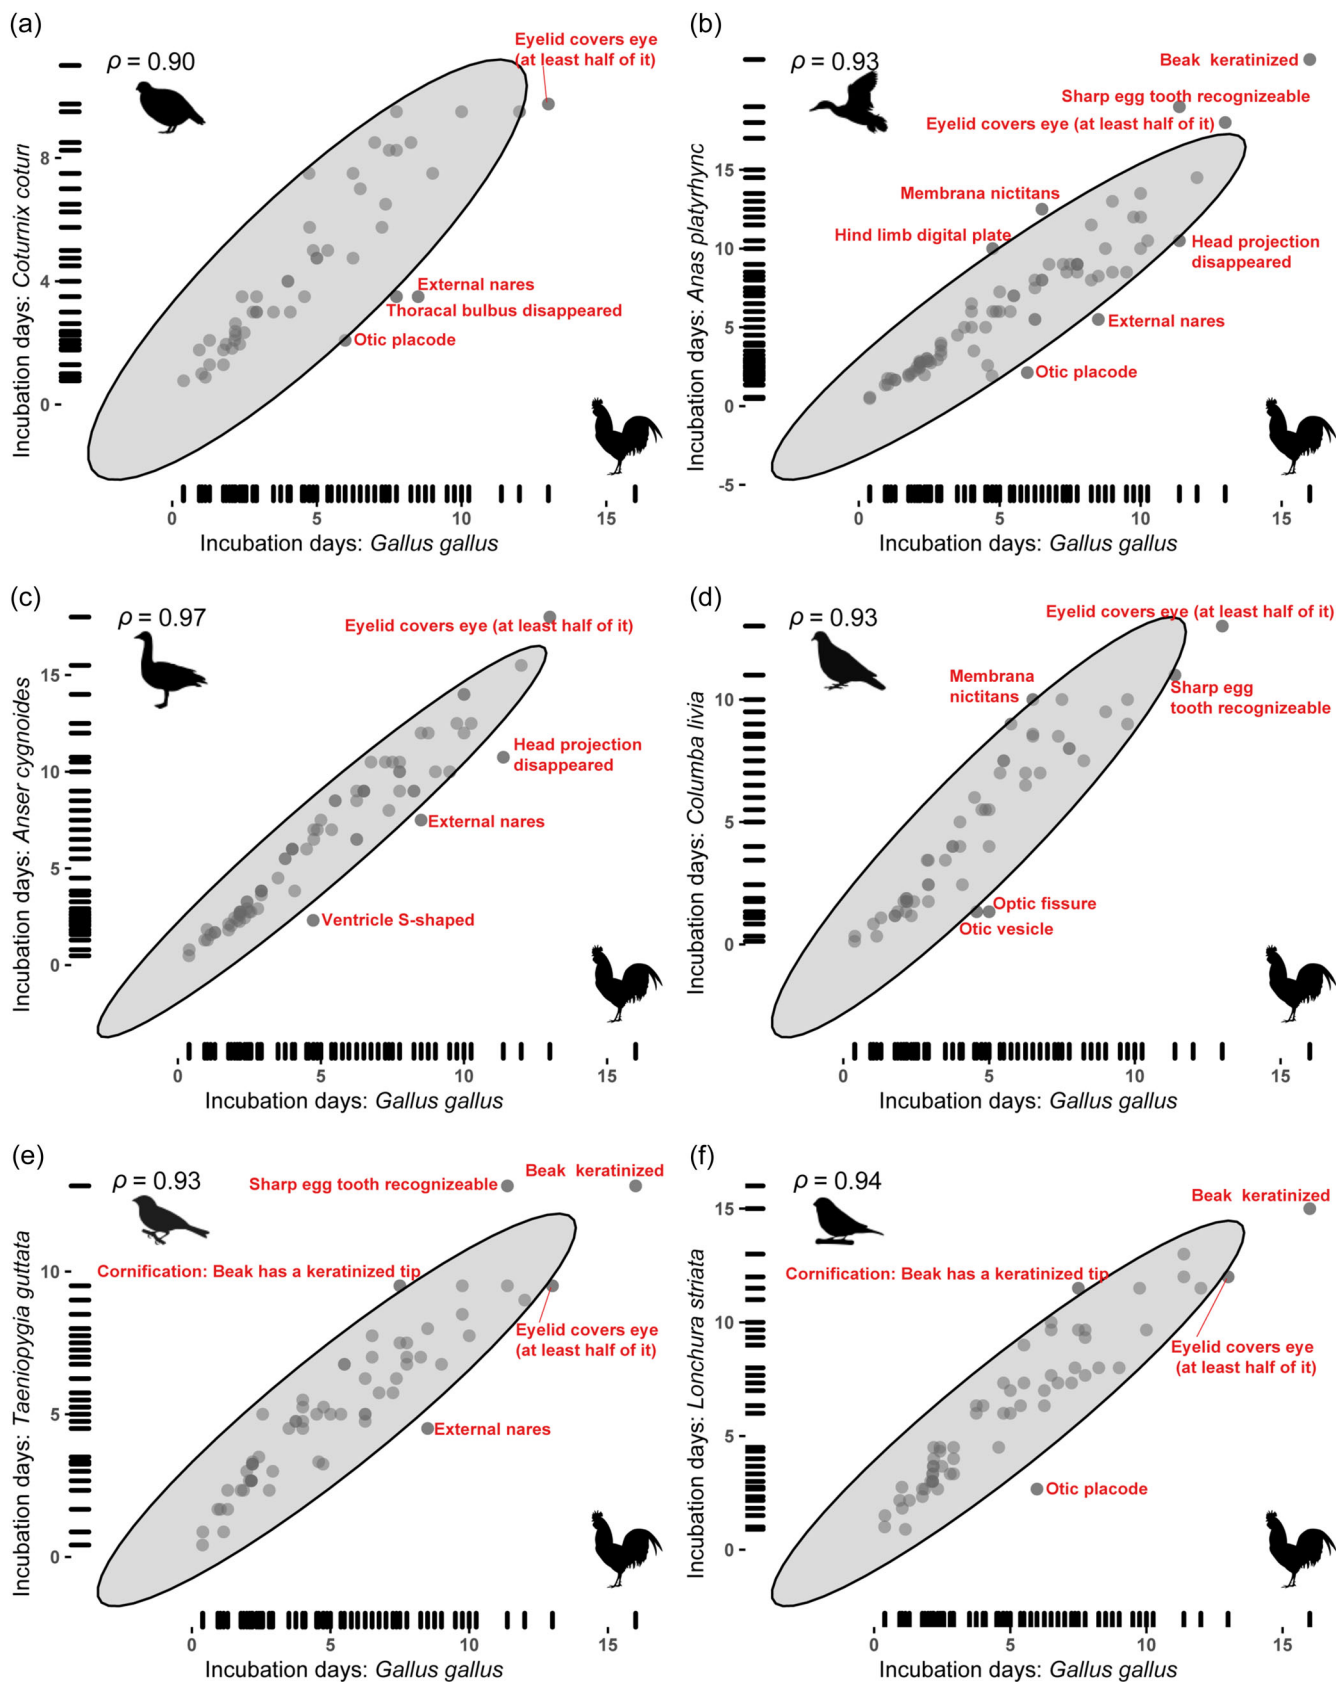 (a)
ρ = 0.90
Eyelid covers eye
(at least half of it)
External nares
Thoracal bulbus disappeared
Otic placode
8
4
0
Incubation days: Coturnix coturn
0
5
10
15
Incubation days: Gallus gallus
(b)
ρ = 0.93
Beak keratinized
Sharp egg tooth recognizeable
Eyelid covers eye (at least half of it)
Membrana nictitans
Hind limb digital plate
Head projection
disappeared
External nares
Otic placode
15
10
5
0
-5
Incubation days: Anas platyrhync
0
5
10
15
Incubation days: Gallus gallus
(c)
ρ = 0.97
Eyelid covers eye (at least half of it)
Head projection
disappeared
External nares
Ventricle S-shaped
15
10
5
0
Incubation days: Anser cygnoides
0
5
10
15
Incubation days: Gallus gallus
(d)
ρ = 0.93
Eyelid covers eye (at least half of it)
Membrana
nictitans
Sharp egg
tooth recognizeable
Optic fissure
Otic vesicle
10
5
0
Incubation days: Columba livia
0
5
10
15
Incubation days: Gallus gallus
(e)
ρ = 0.93
Beak keratinized
Sharp egg tooth recognizeable
Cornification: Beak has a keratinized tip
Eyelid covers eye
(at least half of it)
External nares
10
5
0
Incubation days: Taeniopygia guttata
0
5
10
15
Incubation days: Gallus gallus
(f)
ρ = 0.94
Beak keratinized
Cornification: Beak has a keratinized tip
Eyelid covers eye
(at least half of it)
Otic placode
15
10
5
0
Incubation days: Lonchura striata
0
5
10
15
Incubation days: Gallus gallus